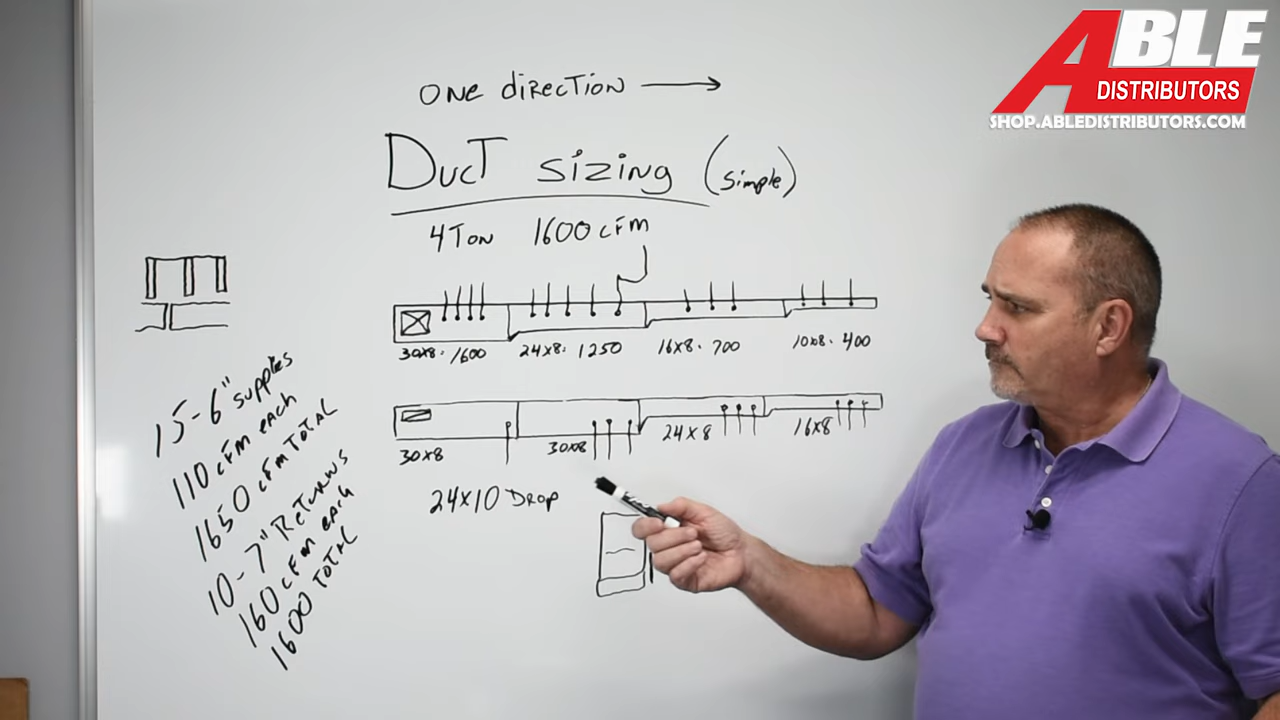 ABLE
DISTRIBUTORS
SHOP.ABLEDISTRIBUTORS.COM
ONE diRECTION
DucT sizing (simple)
4 TON 1600 cfm
30x8 · 1600 24x8 · 1250 16x8 · 700 10x8 · 400
30x8 30x8 24x8 16x8
24x10 DROP
15-6" supplies
110 cfm each
1650 cfm TOTAL
10-7" ReTurns
160 cfm each
1600 TOTAL